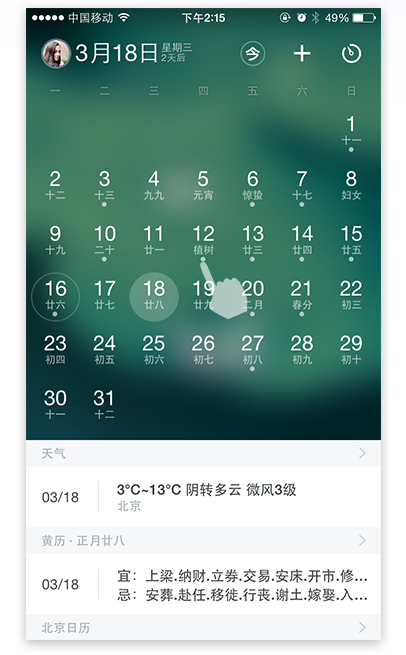 中国移动 下午2:15 49%
3月18日 星期三
2天后
今
一 二 三 四 五 六 日
1
十一
2 3 4 5 6 7 8
十二 十三 九九 元宵 惊蛰 十七 妇女
9 10 11 12 13 14 15
十九 二十 廿一 植树 廿三 廿四 廿五
16 17 18 19 20 21 22
廿六 廿七 廿八 廿九 二月 春分 初三
23 24 25 26 27 28 29
初四 初五 初六 初七 初八 初九 初十
30 31
十一 十二
天气
03/18 3°C~13°C 阴转多云 微风3级
北京
黄历 · 正月廿八
03/18 宜：上梁.纳财.立券.交易.安床.开市.修...
忌：安葬.赴任.移徙.行丧.谢土.嫁娶.入...
北京日历